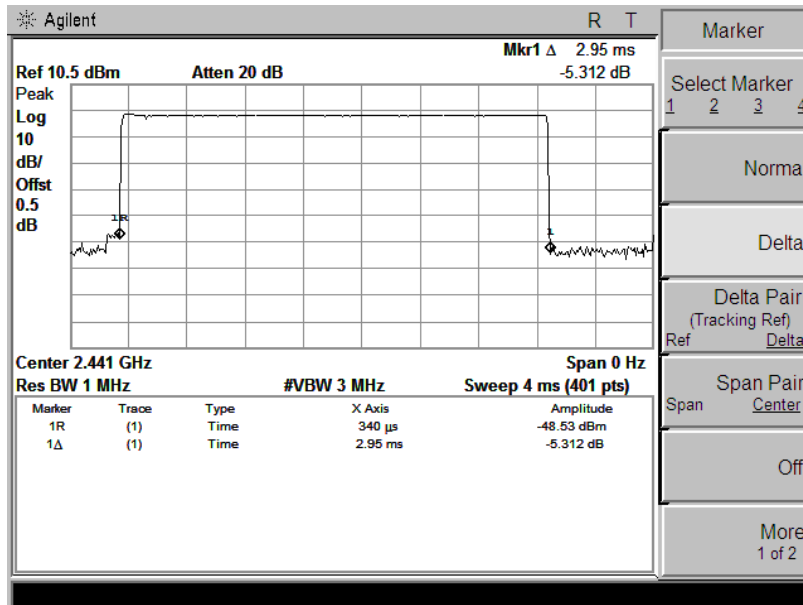 Agilent R T
Mkr1 Δ 2.95 ms
Ref 10.5 dBm Atten 20 dB -5.312 dB
Peak
Log
10
dB/
Offst
0.5
dB
1R
1
Center 2.441 GHz Span 0 Hz
Res BW 1 MHz #VBW 3 MHz Sweep 4 ms (401 pts)
Marker Trace Type X Axis Amplitude
1R (1) Time 340 μs -48.53 dBm
1Δ (1) Time 2.95 ms -5.312 dB
Marker
Select Marker
1 2 3 4
Norma
Delta
Delta Pair
(Tracking Ref)
Ref Delta
Span Pair
Span Center
Off
More
1 of 2